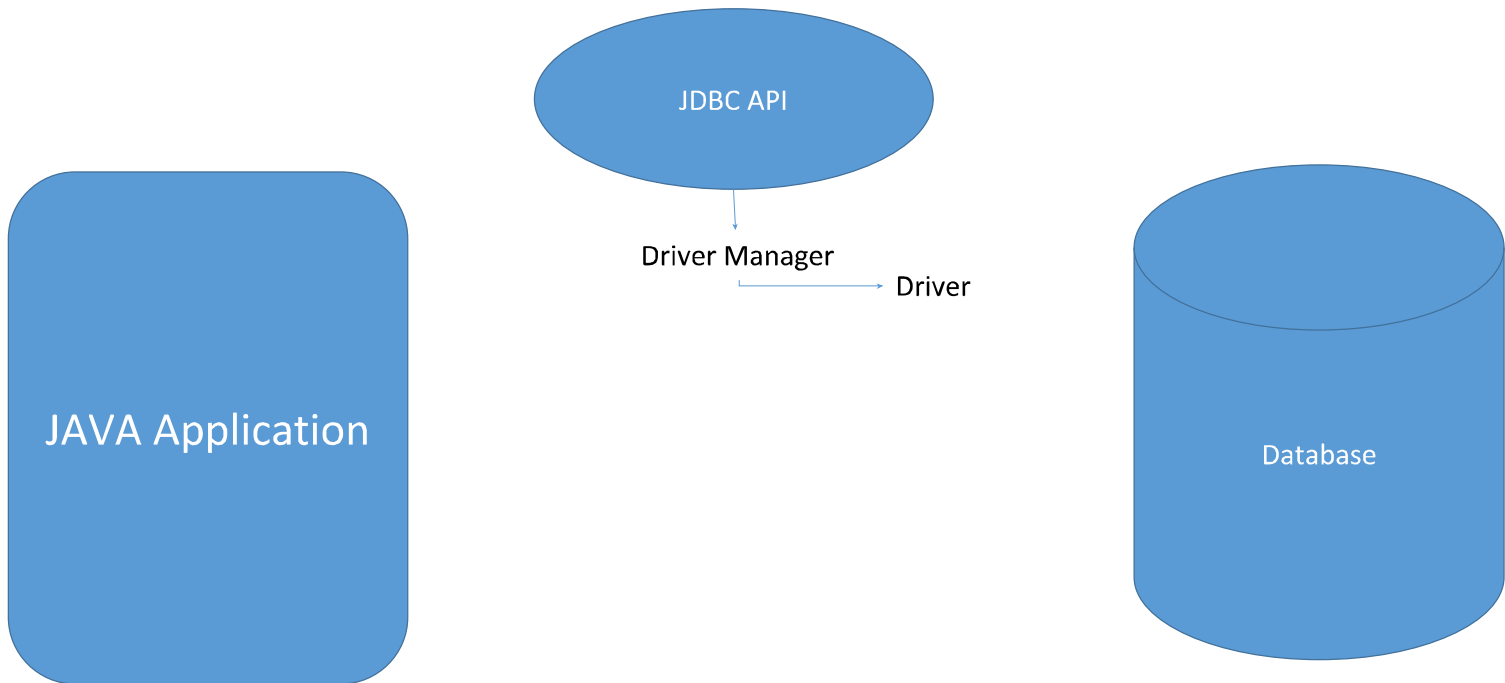 JDBC API
Driver Manager
Driver
JAVA Application
Database